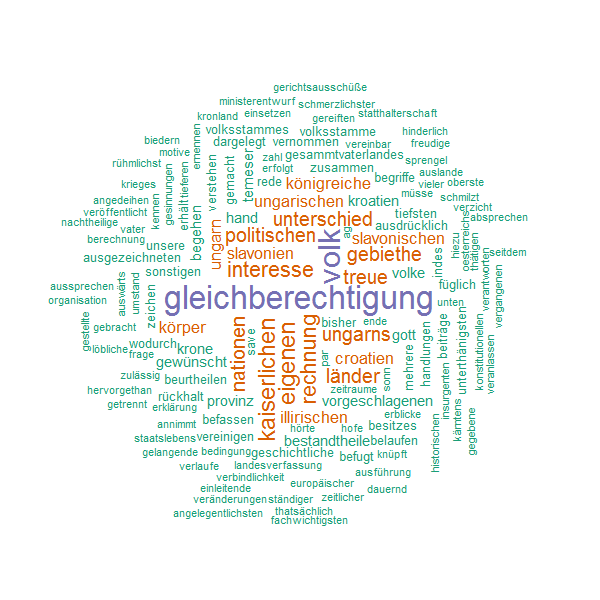 gerichtsausschüße
ministerentwurf schmerzlichster
kronland einsetzen gereiften statthalterschaft
volksstammes volksstamme hinderlich
biedern ernennen dargelegt vernommen vereinbar freudige
motive zahl gesammtvaterlandes sprengel
rühmlichst tieferen verstehen gemacht temeser erfolgt zusammen begriffe auslande
rede königreiche müsse vieler oberste
krieges gesinnungen erhält ungarischen kroatien schmilzt
angedeihen kennen verzicht
veröffentlicht begehen hand unterschied tiefsten absprechen
nachtheilige vater ungarn politischen volk ausdrücklich
berechnung unsere slavonischen hiezu oesterreichs thätigen
ausgezeichneten slavonien gebiethe indes seitdem
sonstigen interesse treue volke vergangenen
aussprechen auswärts umstand zeichen füglich verantworten
organisation gleichberechtigung unten
gestellte gebracht körper nationen save kaiserlichen eigenen rechnung bisher ende ungarns gott mehrere handlungen beiträge unterthänigsten konstitutionellen veranlassen
löbliche wodurch krone par croatien
frage gewünscht
zulässig beurtheilen länder sonn
hervorgethan rückhalt zeitraume insurgenten
getrennt erklärung provinz vorgeschlagenen
annimmt befassen illirischen erblicke kärntens gegebene
hörte hofe besitzes
staatslebens vereinigen bestandtheile belaufen
gelangende bedingung geschichtliche befugt knüpft historischen
verlaufe landesverfassung ausführung
verbindlichkeit europäischer
einleitende dauernd
veränderungen ständiger zeitlicher
angelegentlichsten thatsächlich
fachwichtigsten